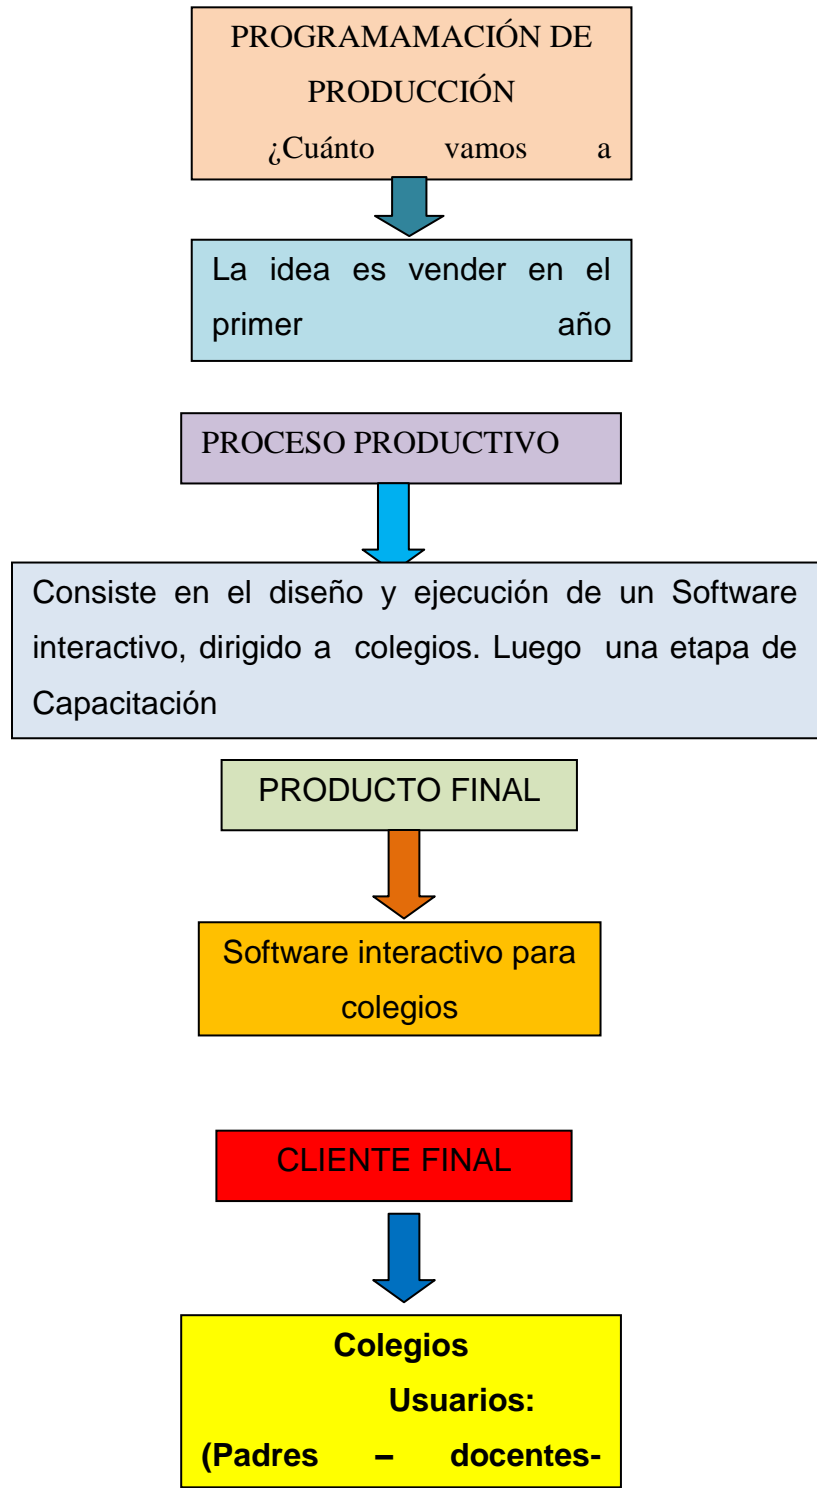 PROGRAMAMACIÓN DE
PRODUCCIÓN
¿Cuánto vamos a
La idea es vender en el
primer año
PROCESO PRODUCTIVO
Consiste en el diseño y ejecución de un Software
interactivo, dirigido a colegios. Luego una etapa de
Capacitación
PRODUCTO FINAL
Software interactivo para
colegios
CLIENTE FINAL
Colegios
Usuarios:
(Padres – docentes-